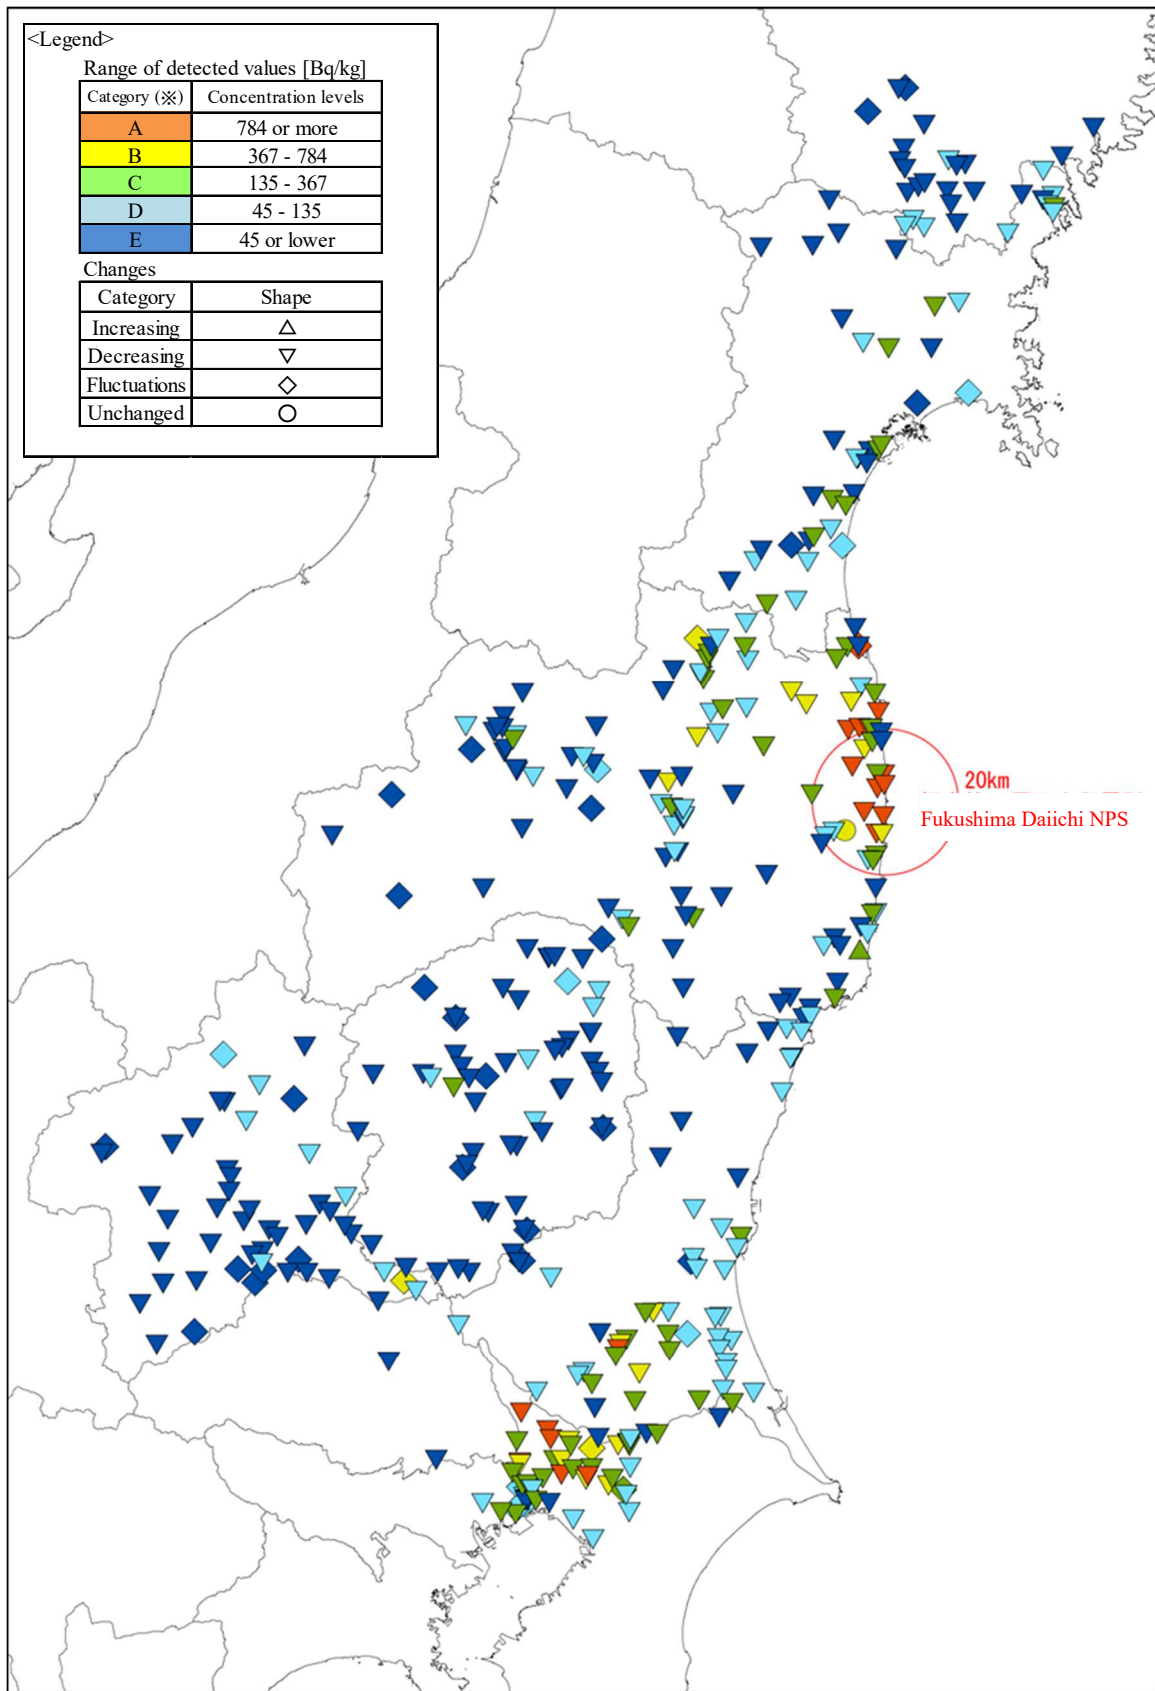 <Legend>
Range of detected values [Bq/kg]
Category (※) Concentration levels
A 784 or more
B 367 - 784
C 135 - 367
D 45 - 135
E 45 or lower
Changes
Category Shape
Increasing △
Decreasing ▽
Fluctuations ◇
Unchanged ○
20km
Fukushima Daiichi NPS